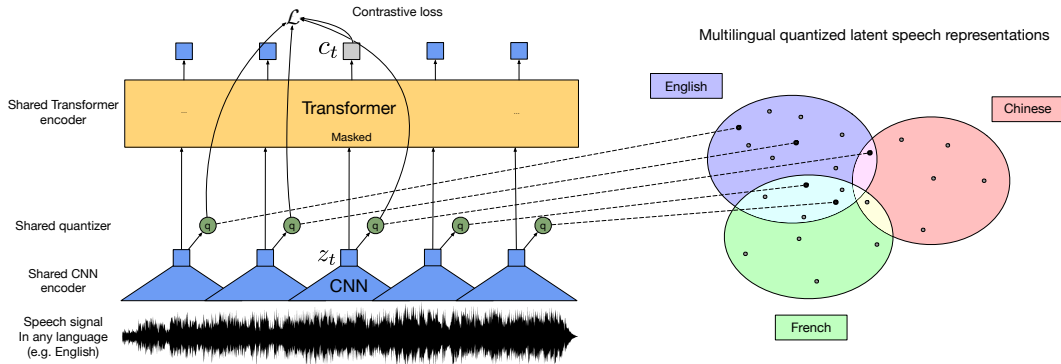 ℒ
Contrastive loss
c_t
Multilingual quantized latent speech representations
English
Chinese
Shared Transformer
encoder
...
Transformer
...
Masked
Shared quantizer
q
q
q
q
q
z_t
Shared CNN
encoder
CNN
Speech signal
In any language
(e.g. English)
French